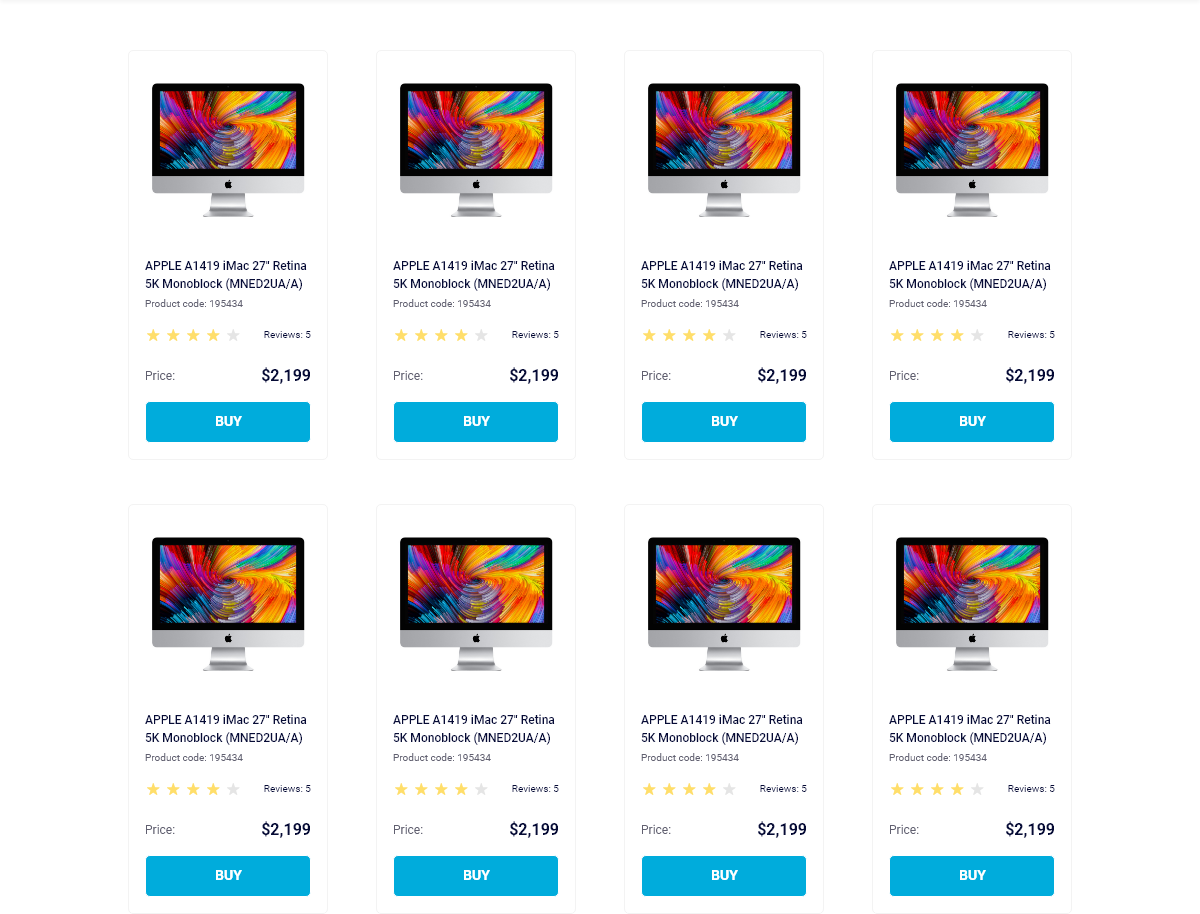 APPLE A1419 iMac 27" Retina
5K Monoblock (MNED2UA/A)
Product code: 195434
Reviews: 5
Price: $2,199
BUY
APPLE A1419 iMac 27" Retina
5K Monoblock (MNED2UA/A)
Product code: 195434
Reviews: 5
Price: $2,199
BUY
APPLE A1419 iMac 27" Retina
5K Monoblock (MNED2UA/A)
Product code: 195434
Reviews: 5
Price: $2,199
BUY
APPLE A1419 iMac 27" Retina
5K Monoblock (MNED2UA/A)
Product code: 195434
Reviews: 5
Price: $2,199
BUY
APPLE A1419 iMac 27" Retina
5K Monoblock (MNED2UA/A)
Product code: 195434
Reviews: 5
Price: $2,199
BUY
APPLE A1419 iMac 27" Retina
5K Monoblock (MNED2UA/A)
Product code: 195434
Reviews: 5
Price: $2,199
BUY
APPLE A1419 iMac 27" Retina
5K Monoblock (MNED2UA/A)
Product code: 195434
Reviews: 5
Price: $2,199
BUY
APPLE A1419 iMac 27" Retina
5K Monoblock (MNED2UA/A)
Product code: 195434
Reviews: 5
Price: $2,199
BUY